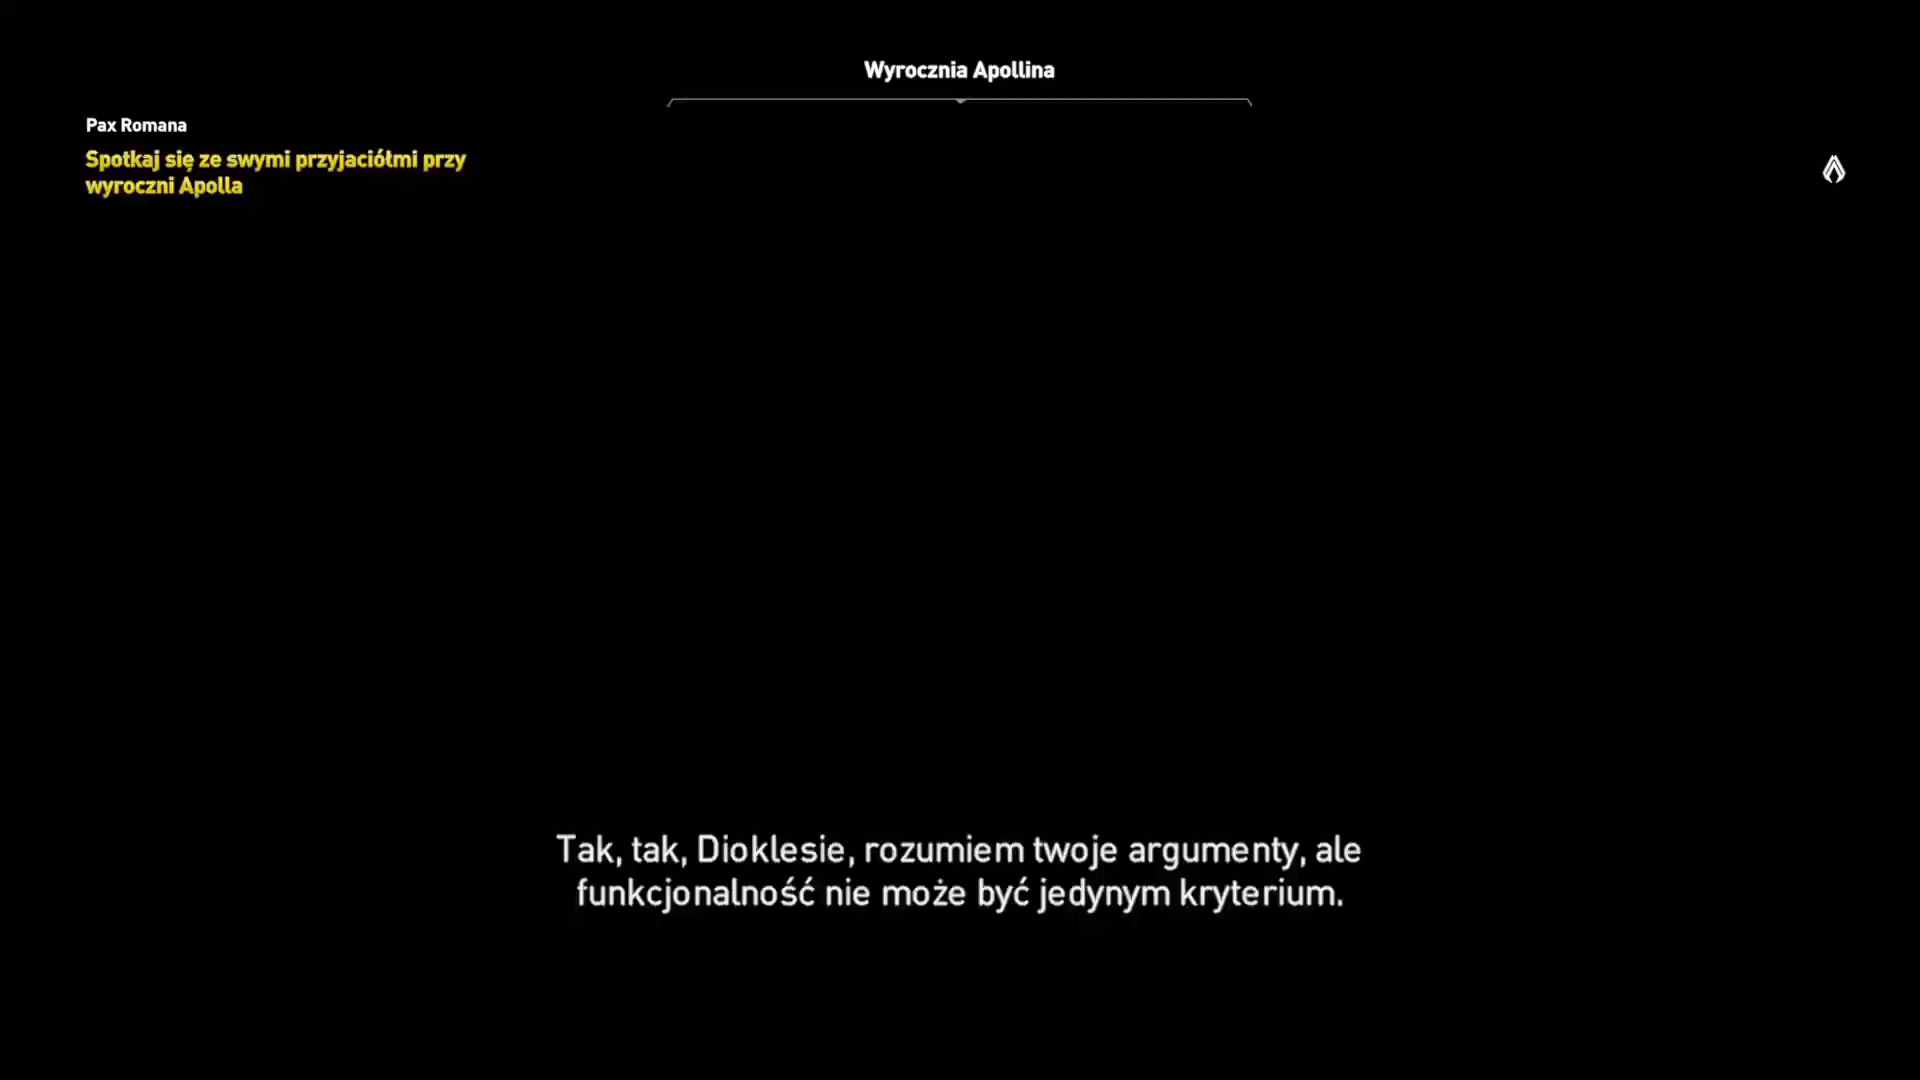 Wyrocznia Apollina
Pax Romana
Spotkaj się ze swymi przyjaciółmi przy
wyroczni Apolla
Tak, tak, Dioklesie, rozumiem twoje argumenty, ale
funkcjonalność nie może być jedynym kryterium.